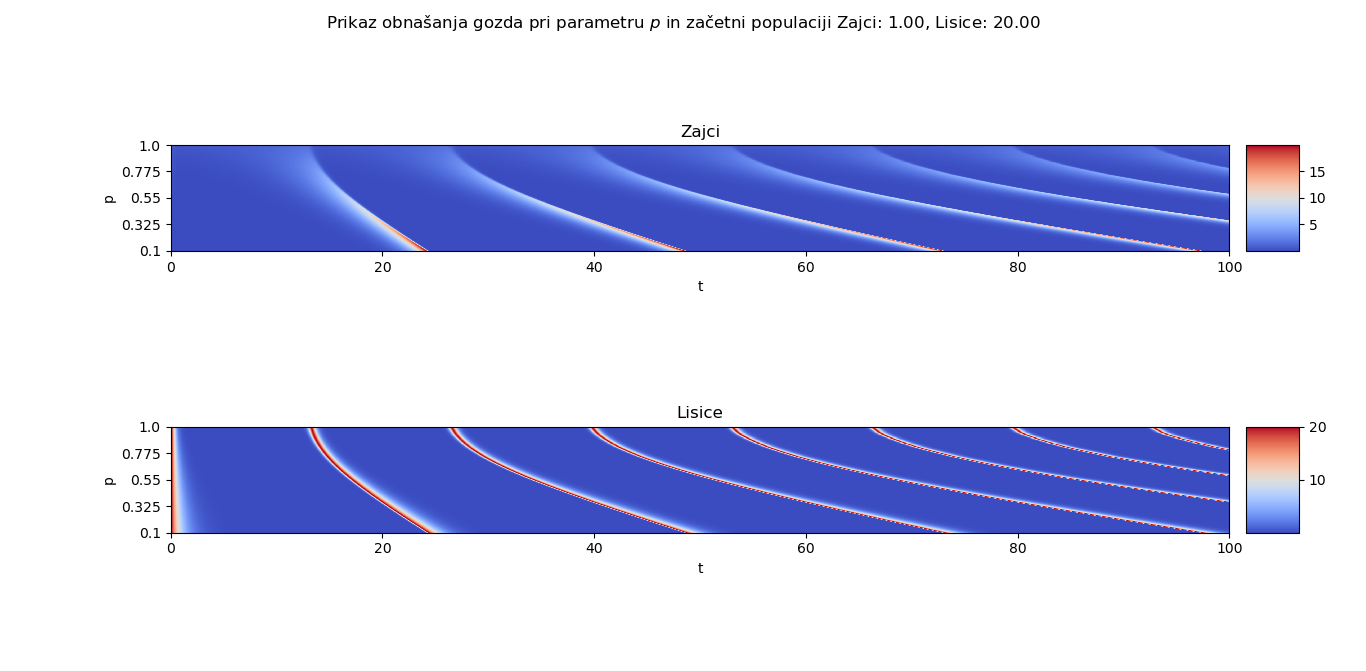 Prikaz obnašanja gozda pri parametru p in začetni populaciji Zajci: 1.00, Lisice: 20.00
Zajci
1.0
0.775
0.55
0.325
0.1
p
0 20 40 60 80 100
t
15
10
5
Lisice
1.0
0.775
0.55
0.325
0.1
p
0 20 40 60 80 100
t
20
10